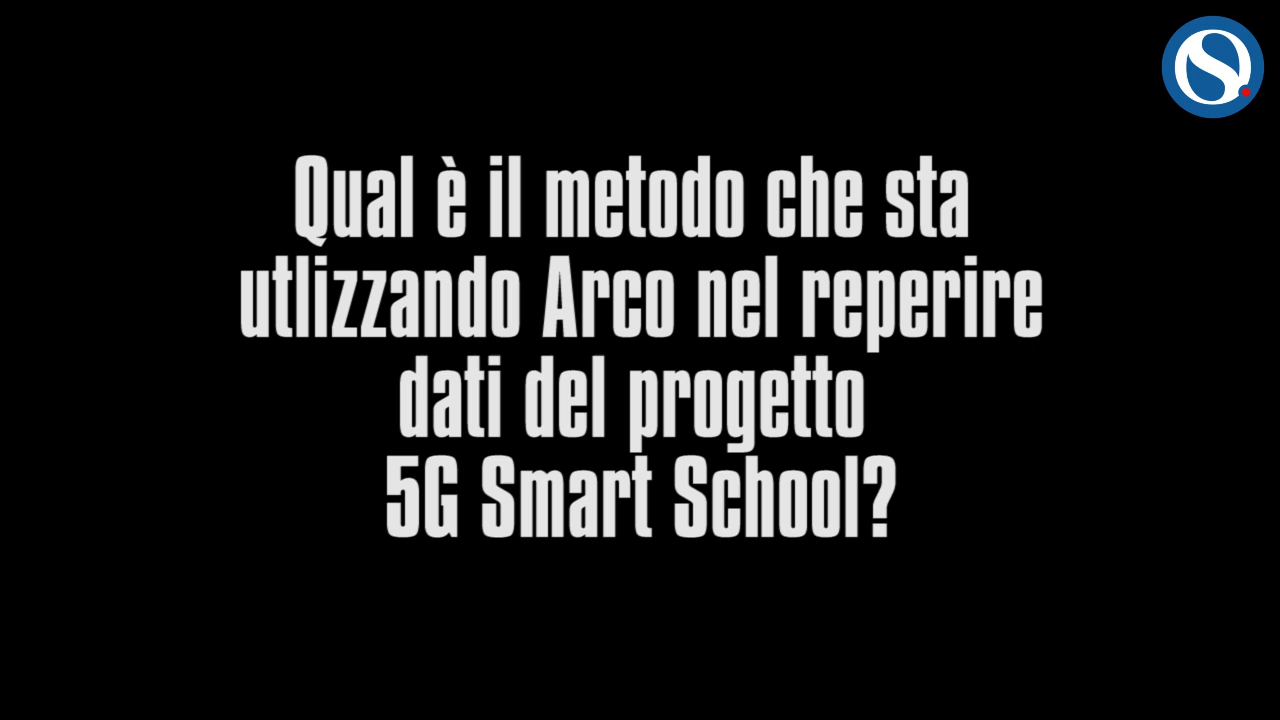 Qual è il metodo che sta
utlizzando Arco nel reperire
dati del progetto
5G Smart School?